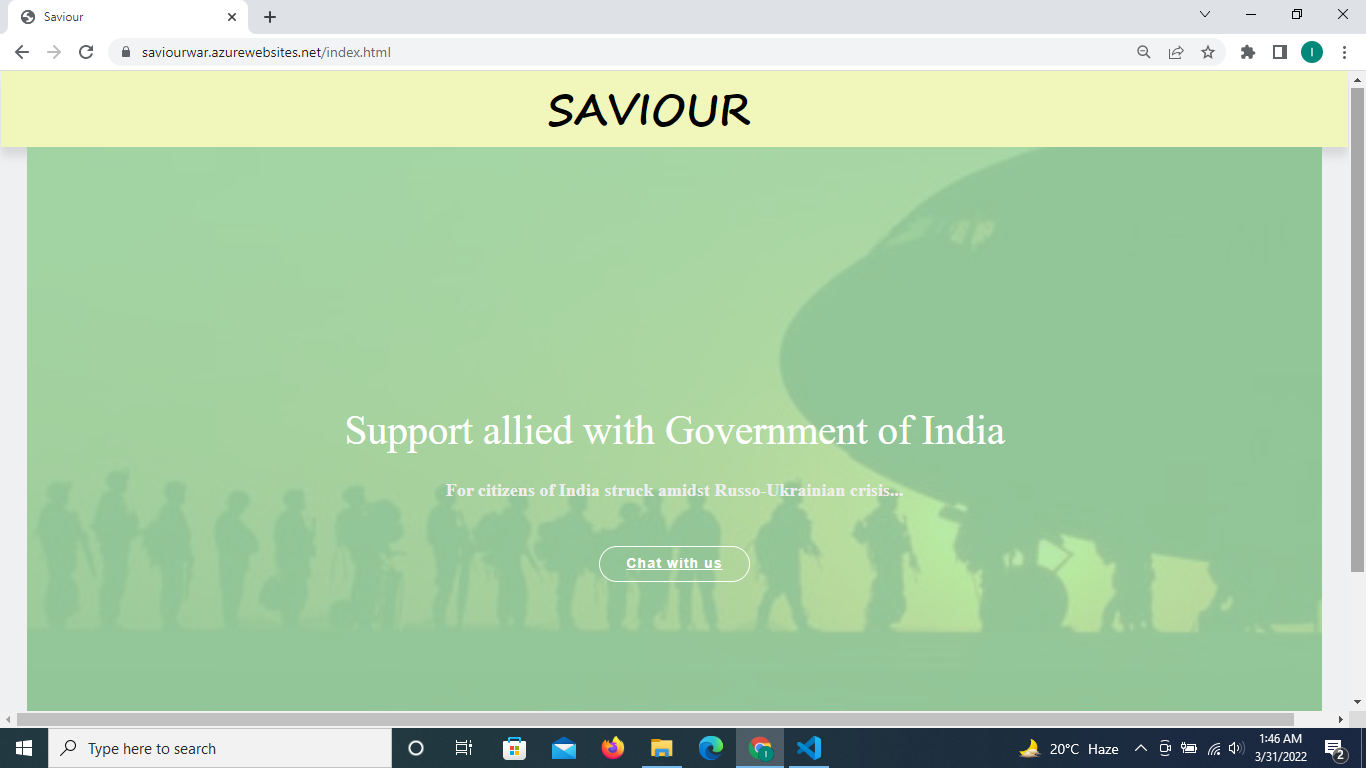 Saviour
saviourwar.azurewebsites.net/index.html
I
SAVIOUR
Support allied with Government of India
For citizens of India struck amidst Russo-Ukrainian crisis...
Chat with us
Type here to search
I
20°C Haze
1:46 AM
3/31/2022
2